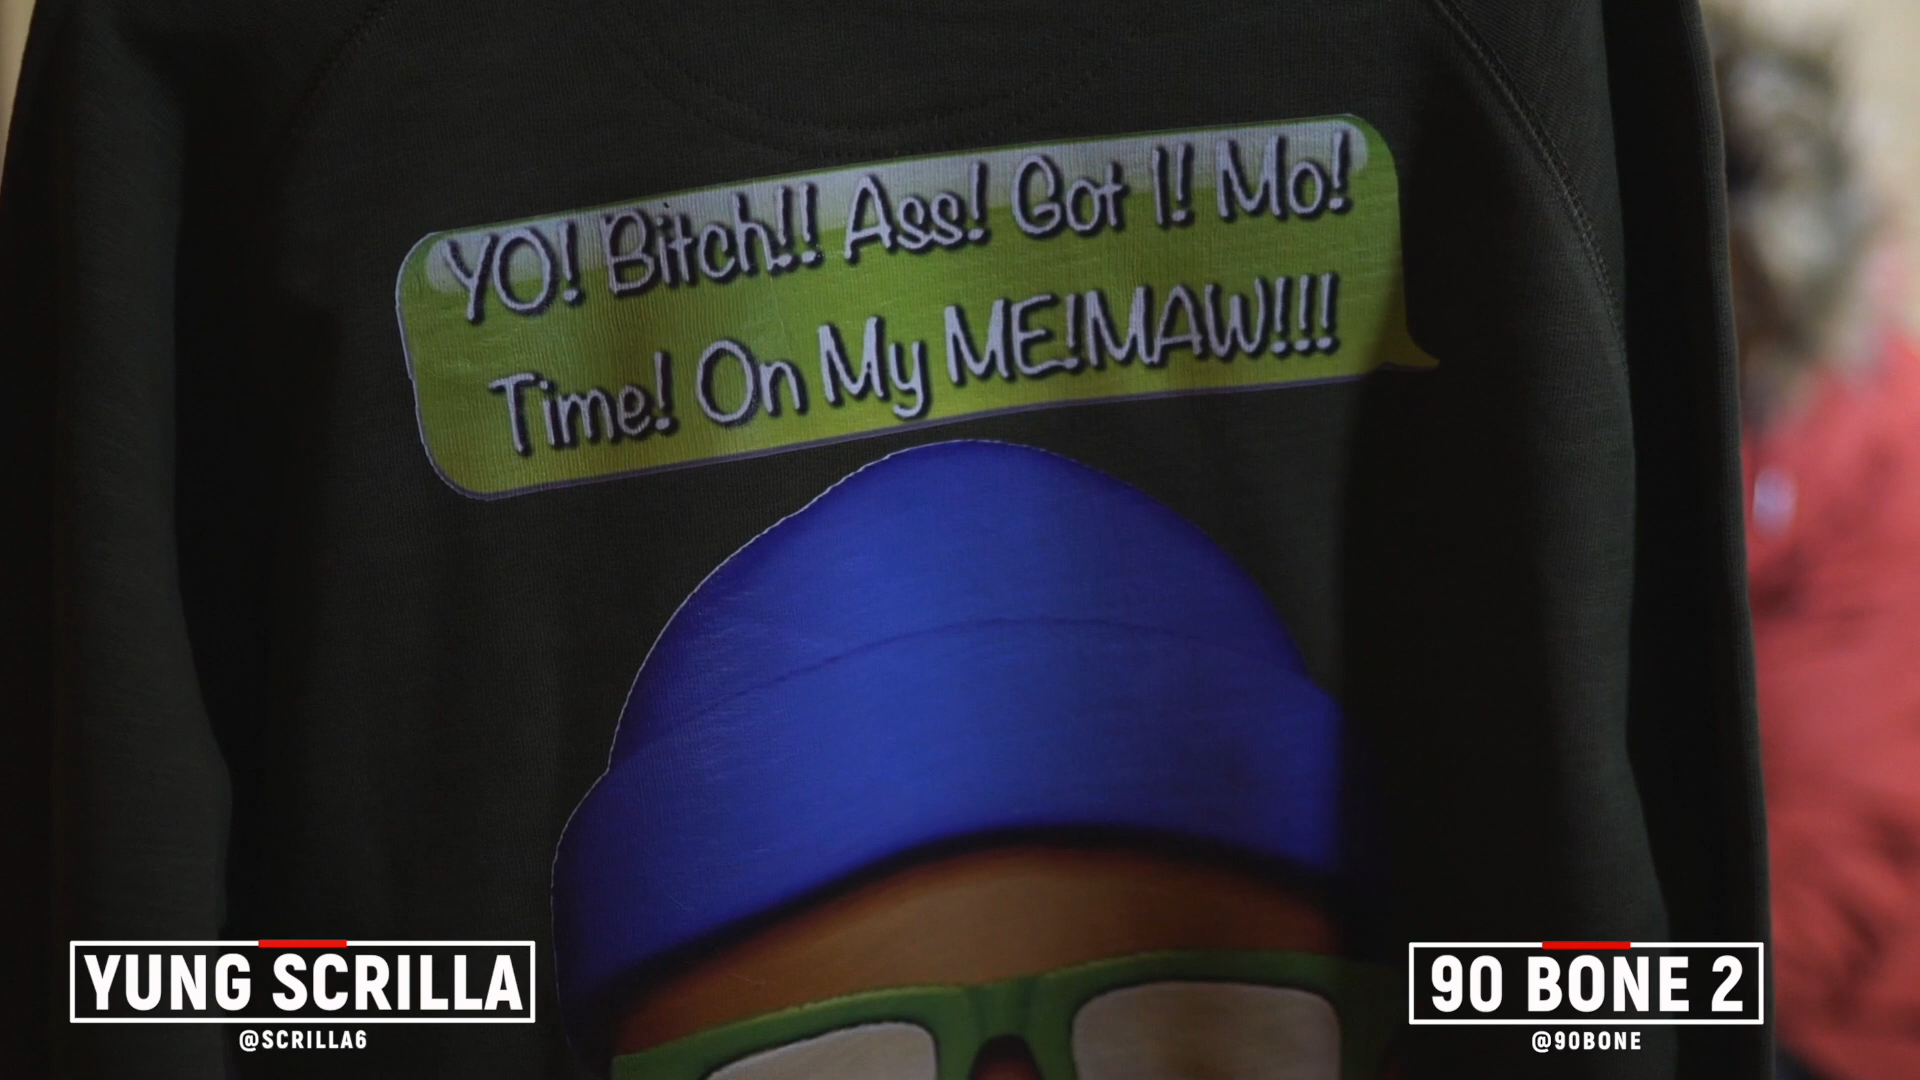 YO! Bitch!! Ass! Got 1! Mo!
Time! On My ME!MAW!!!
YUNG SCRILLA
@SCRILLA6
90 BONE 2
@90BONE